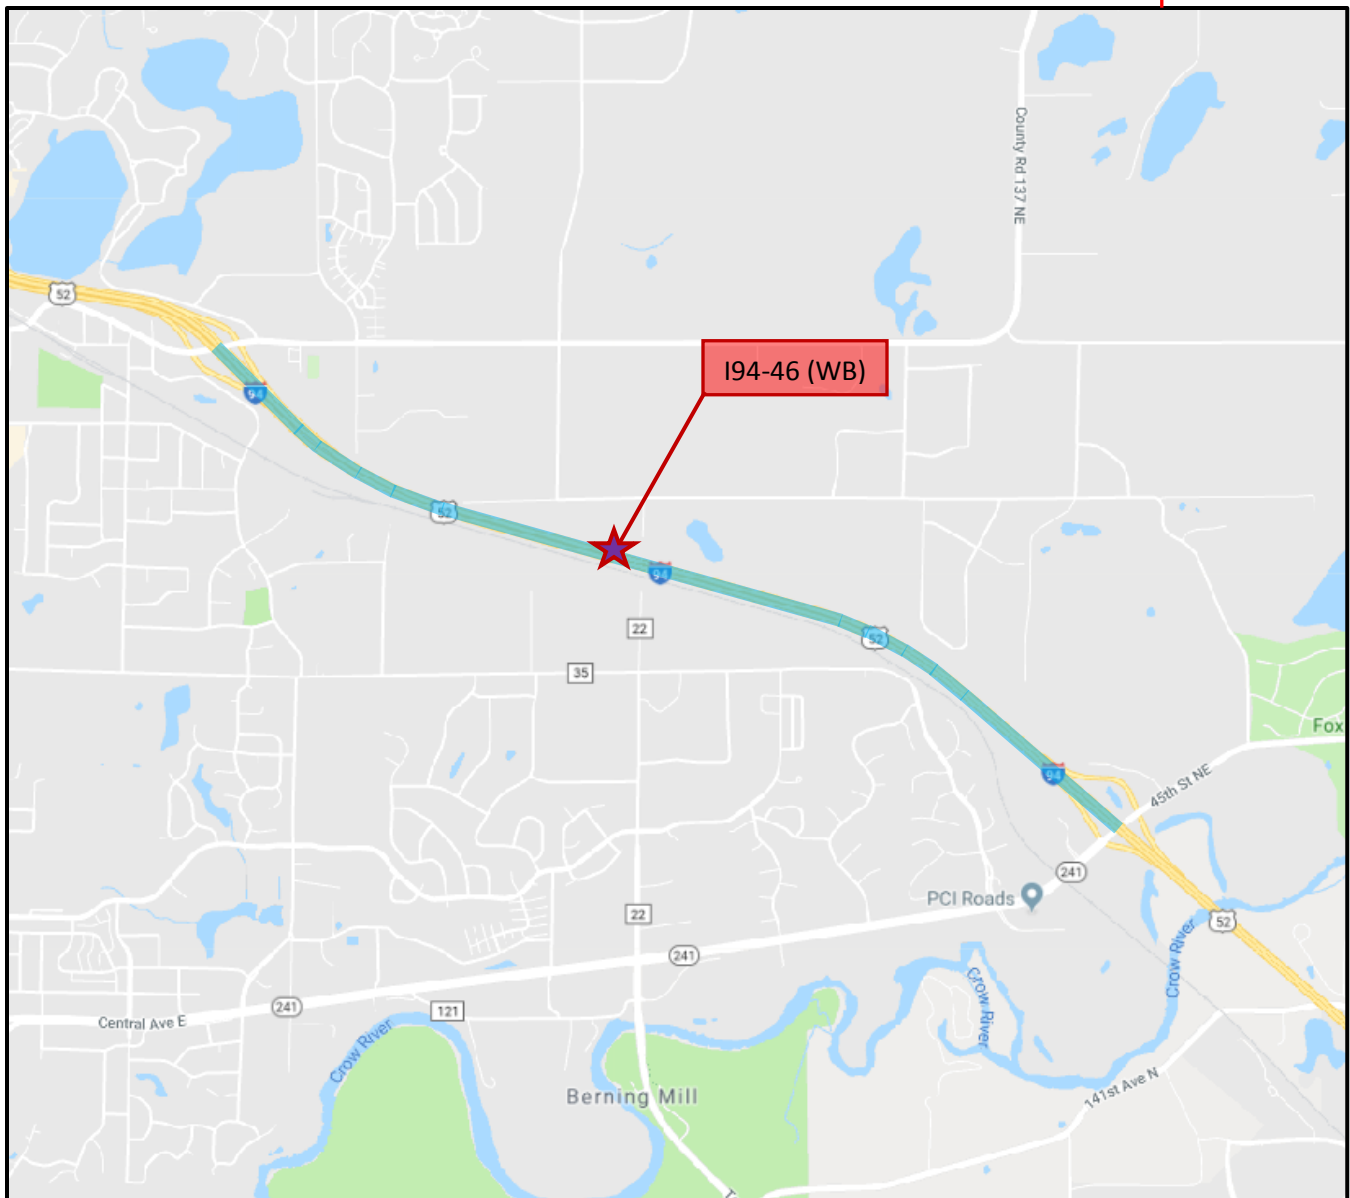 County Rd 137 NE
52
I94-46 (WB)
94
52
94
22
52
35
Fox
94
45th St NE
241
PCI Roads
22
52
Crow River
241
Crow River
241
121
Central Ave E
Crow River
141st Ave N
Berning Mill